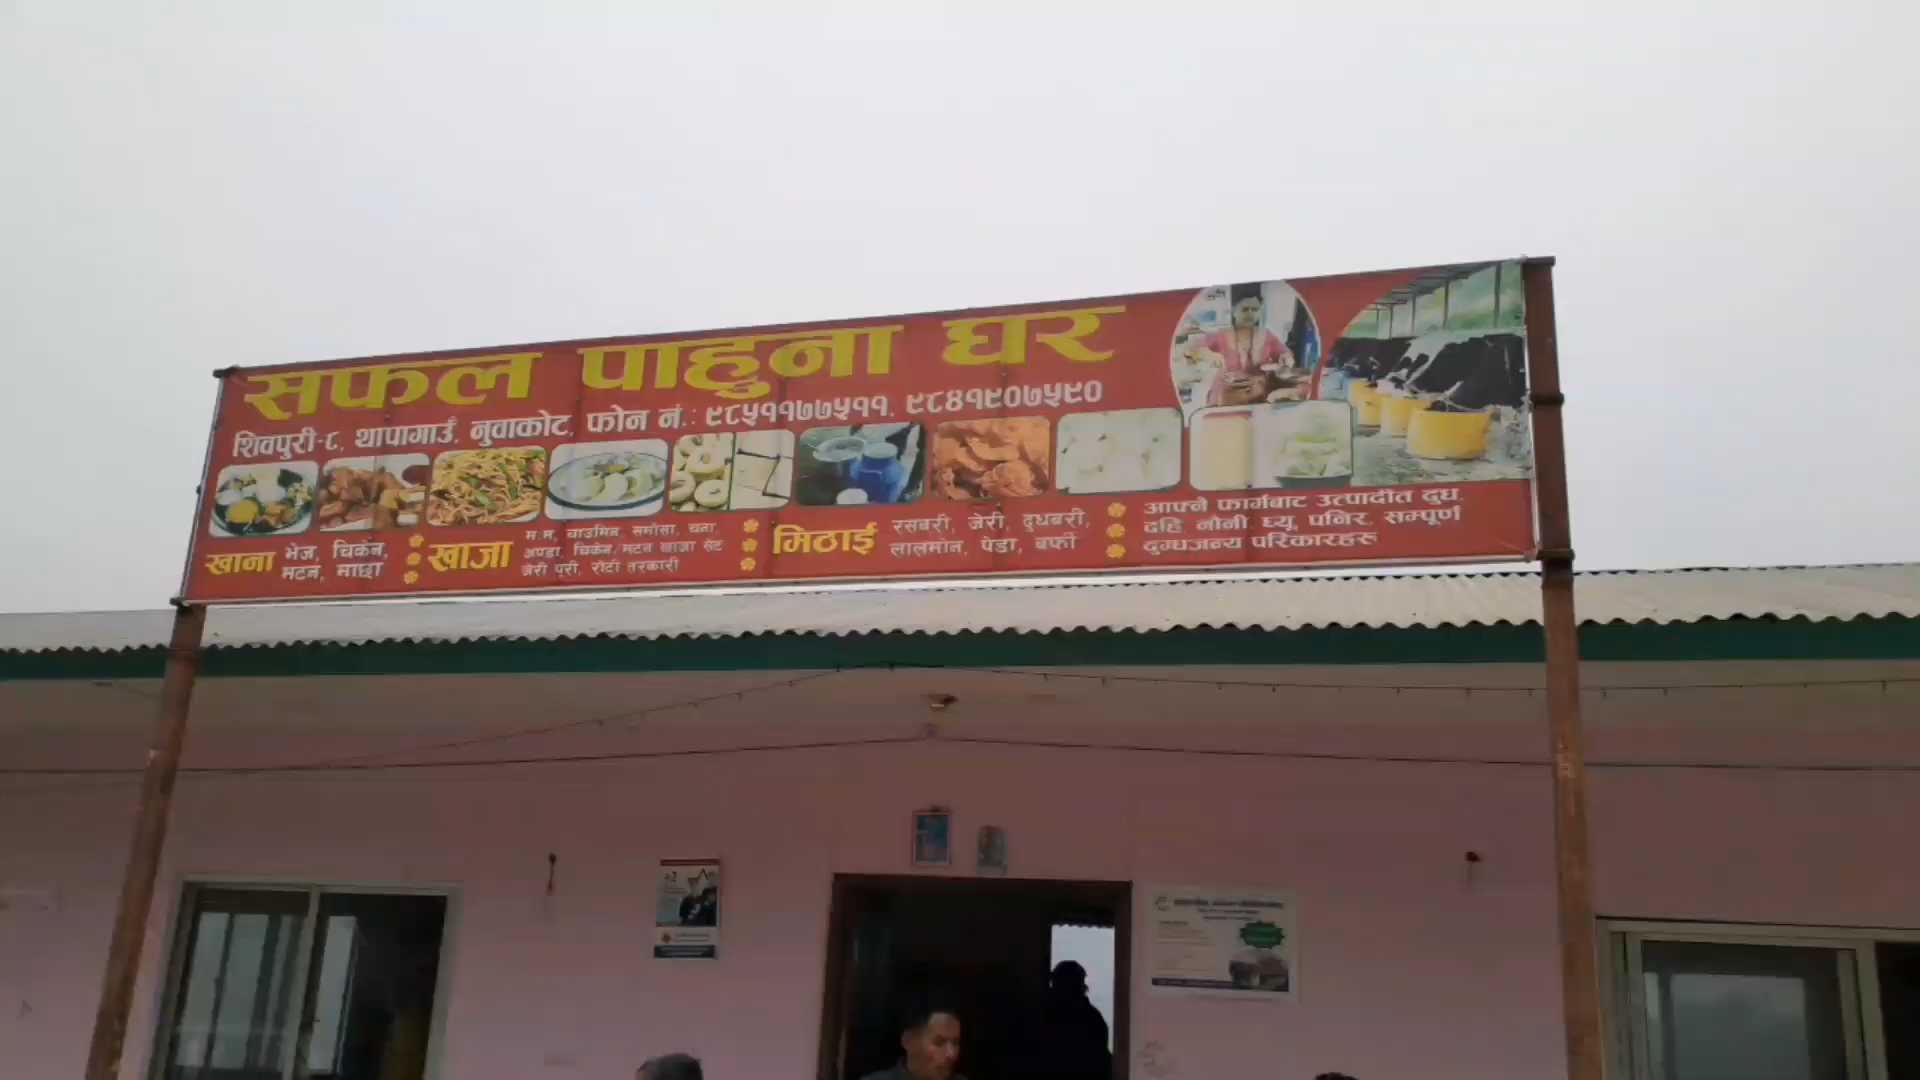 सफल पाहुना घर
शिवपुरी-८, थापागाउँ, नुवाकोट, फोन नं.: ९८५११७७५११, ९८४१९०७५९०
खाना
भेज, चिकेन,
मटन, माछा
खाजा
म.म, चाउमिन, समोसा, चना,
अण्डा, चिकेन/मटन खाजा सेट
जेरी पुरी, रोटी तरकारी
मिठाई
रसबरी, जेरी, दुधबरी,
लालमोन, पेडा, बर्फी
आफ्नै फार्मबाट उत्पादीत दुध,
दहि नौनी घ्यू, पनिर, सम्पूर्ण
दुग्धजन्य परिकारहरू
+2